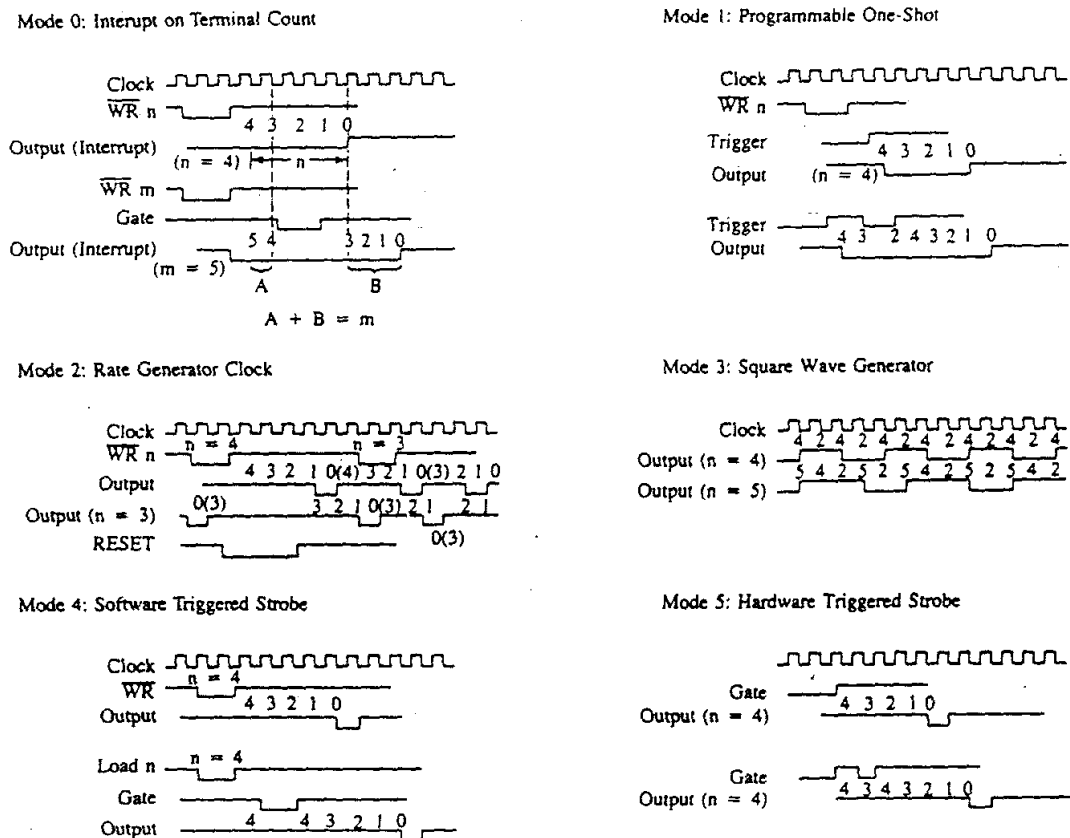 Mode 0: Interupt on Terminal Count
Clock
WR n
4 3 2 1 0
Output (Interrupt)
(n = 4)
n
WR m
Gate
5 4 3 2 1 0
Output (Interrupt)
(m = 5)
A B
A + B = m
Mode 1: Programmable One-Shot
Clock
WR n
Trigger
4 3 2 1 0
Output (n = 4)
Trigger
4 3 2 4 3 2 1 0
Output
Mode 2: Rate Generator Clock
Clock
n = 4 n = 3
WR n
4 3 2 1 0(4) 3 2 1 0(3) 2 1 0
Output
0(3) 3 2 1 0(3) 2 1 2 1
Output (n = 3)
0(3)
RESET
Mode 3: Square Wave Generator
Clock
4 2 4 2 4 2 4 2 4 2 4 2 4
Output (n = 4)
5 4 2 5 2 5 4 2 5 2 5 4 2
Output (n = 5)
Mode 4: Software Triggered Strobe
Clock
n = 4
WR
4 3 2 1 0
Output
n = 4
Load n
Gate
4 4 3 2 1 0
Output
Mode 5: Hardware Triggered Strobe
Gate
4 3 2 1 0
Output (n = 4)
Gate
4 3 4 3 2 1 0
Output (n = 4)